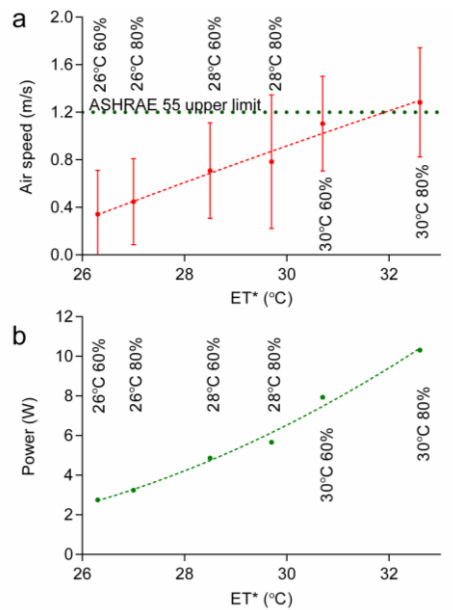 a
Air speed (m/s)
2.0
1.6
1.2
0.8
0.4
0.0
26°C 60%
26°C 80%
28°C 60%
28°C 80%
ASHRAE 55 upper limit
30°C 60%
30°C 80%
26
28
30
32
ET* (°C)
b
Power (W)
12
10
8
6
4
2
0
26°C 60%
26°C 80%
28°C 60%
28°C 80%
30°C 60%
30°C 80%
26
28
30
32
ET* (°C)